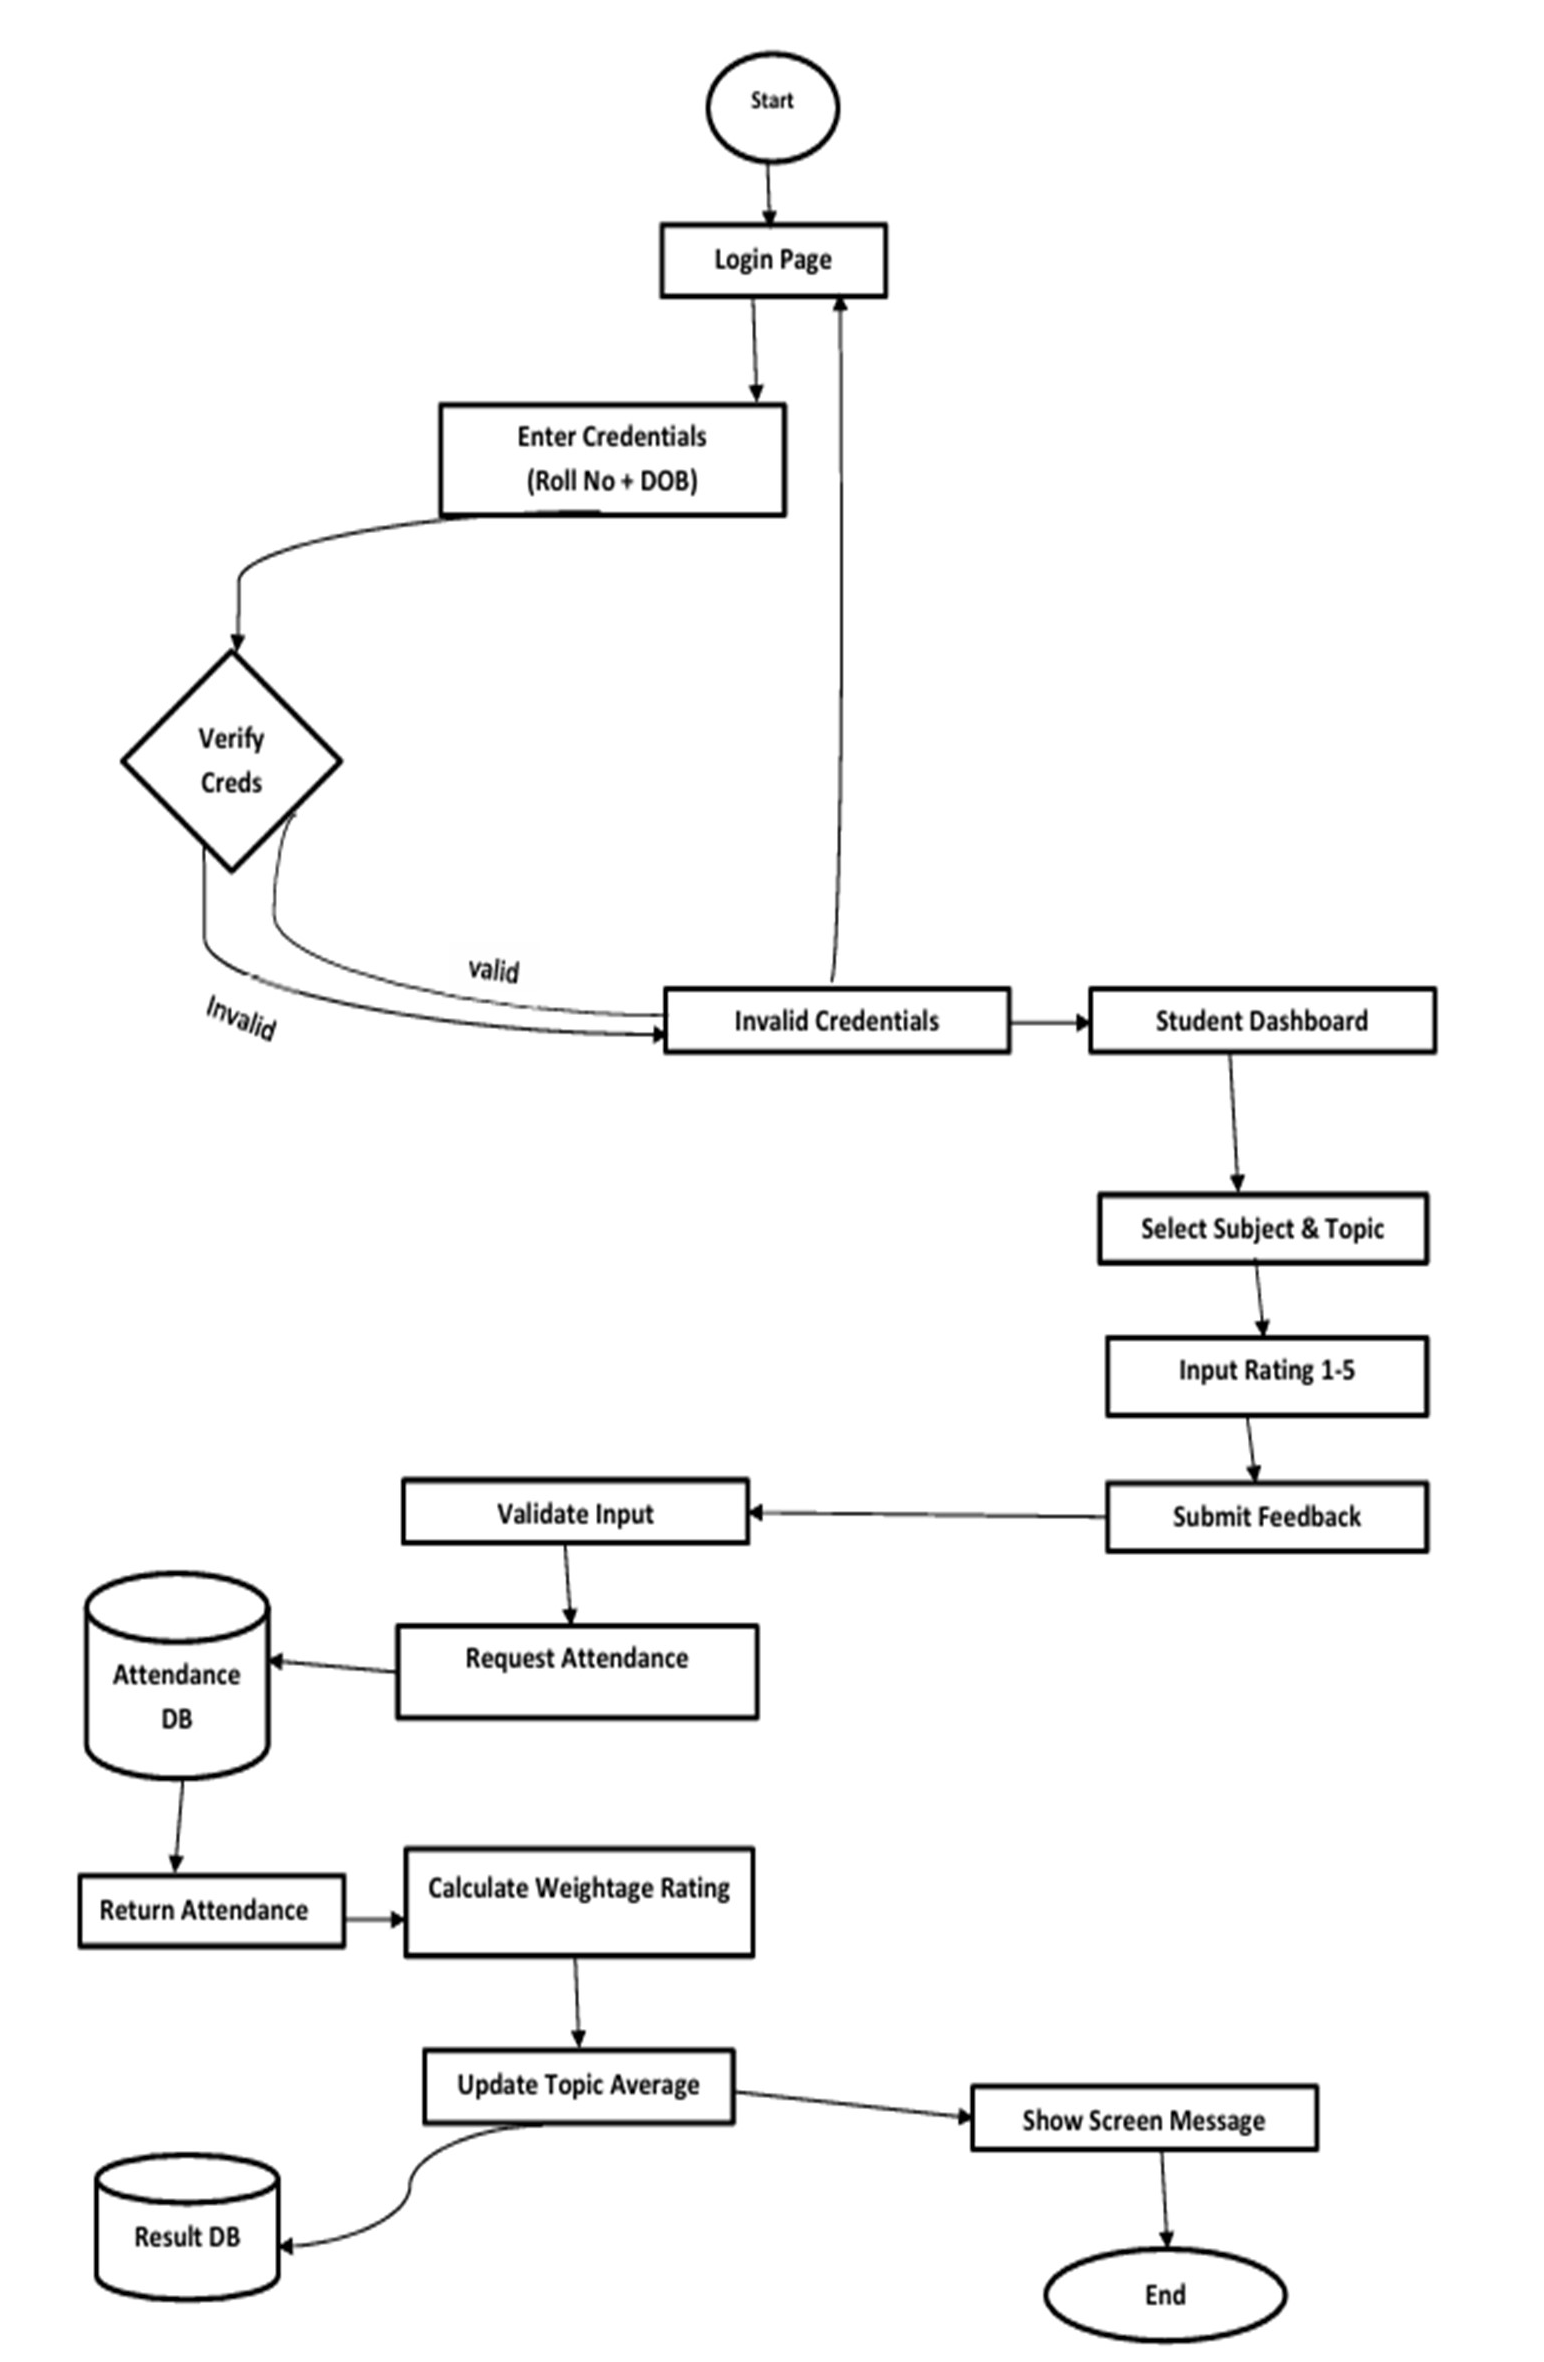 Start
Login Page
Enter Credentials
(Roll No + DOB)
Verify
Creds
valid
Invalid
Invalid Credentials
Student Dashboard
Select Subject & Topic
Input Rating 1-5
Submit Feedback
Validate Input
Request Attendance
Attendance
DB
Return Attendance
Calculate Weightage Rating
Update Topic Average
Show Screen Message
Result DB
End